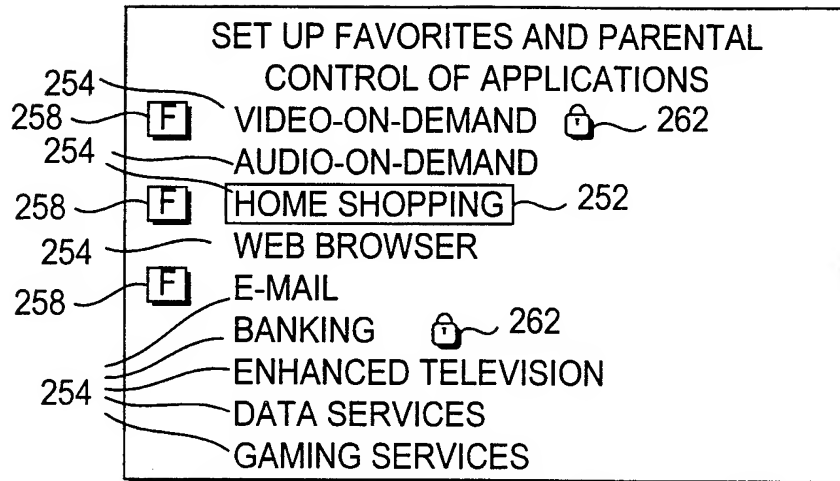 SET UP FAVORITES AND PARENTAL
CONTROL OF APPLICATIONS
254
258 F VIDEO-ON-DEMAND 262
254 AUDIO-ON-DEMAND
258 F HOME SHOPPING 252
254 WEB BROWSER
258 F E-MAIL
BANKING 262
ENHANCED TELEVISION
254 DATA SERVICES
GAMING SERVICES